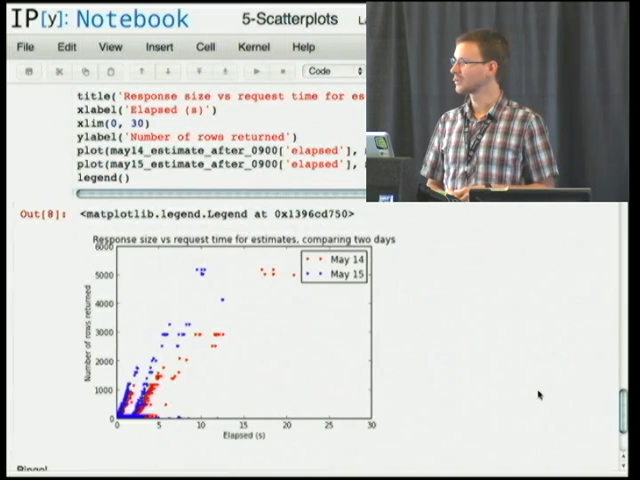 IP[y]: Notebook
5-Scatterplots
File Edit View Insert Cell Kernel Help
Code
title('Response size vs request time for es
xlabel('Elapsed (s)')
xlim(0, 30)
ylabel('Number of rows returned')
plot(may14_estimate_after_0900['elapsed'],
plot(may15_estimate_after_0900['elapsed'],
legend()
Out[8]: <matplotlib.legend.Legend at 0x1396cd750>
Response size vs request time for estimates, comparing two days
6000
May 14
May 15
5000
4000
3000
2000
1000
0
Number of rows returned
0 5 10 15 20 25 30
Elapsed (s)